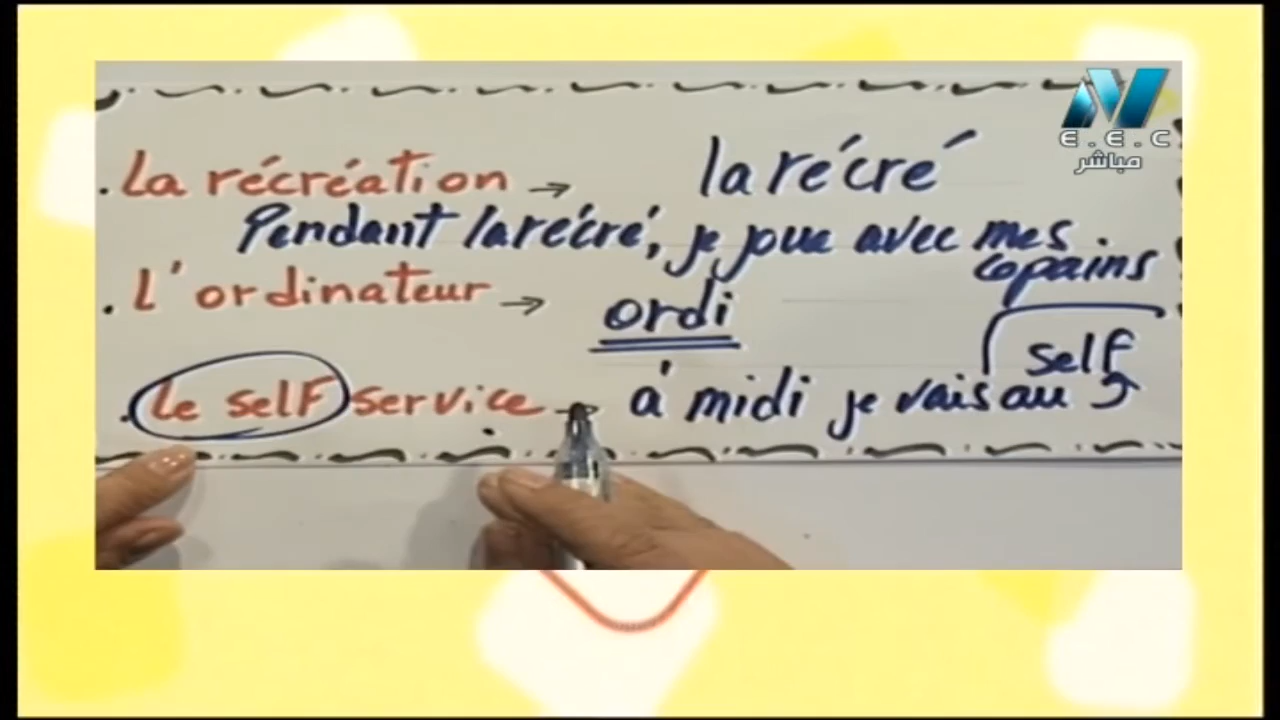 E.E.C
مباشر
. La récréation → la récré
Pendant la récré, je joue avec mes
copains
. L'ordinateur → ordi
self
. Le self service → à midi je vais au